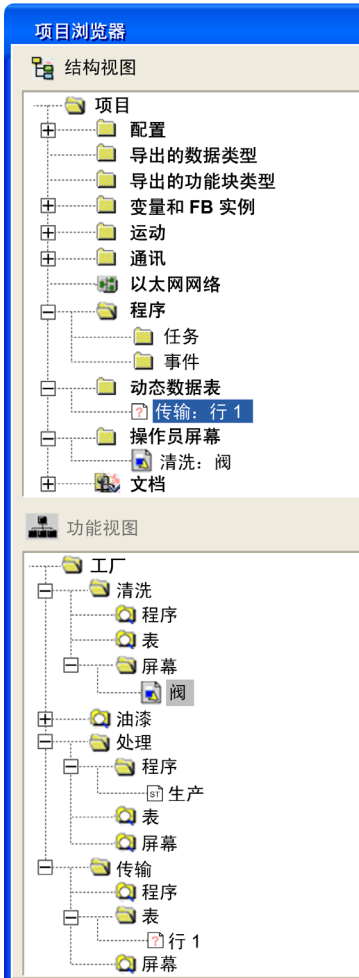 项目浏览器
结构视图
项目
配置
导出的数据类型
导出的功能块类型
变量和 FB 实例
运动
通讯
以太网网络
程序
任务
事件
动态数据表
传输：行 1
操作员屏幕
清洗：阀
文档
功能视图
工厂
清洗
程序
表
屏幕
阀
油漆
处理
程序
ST 生产
表
屏幕
传输
程序
表
行 1
屏幕